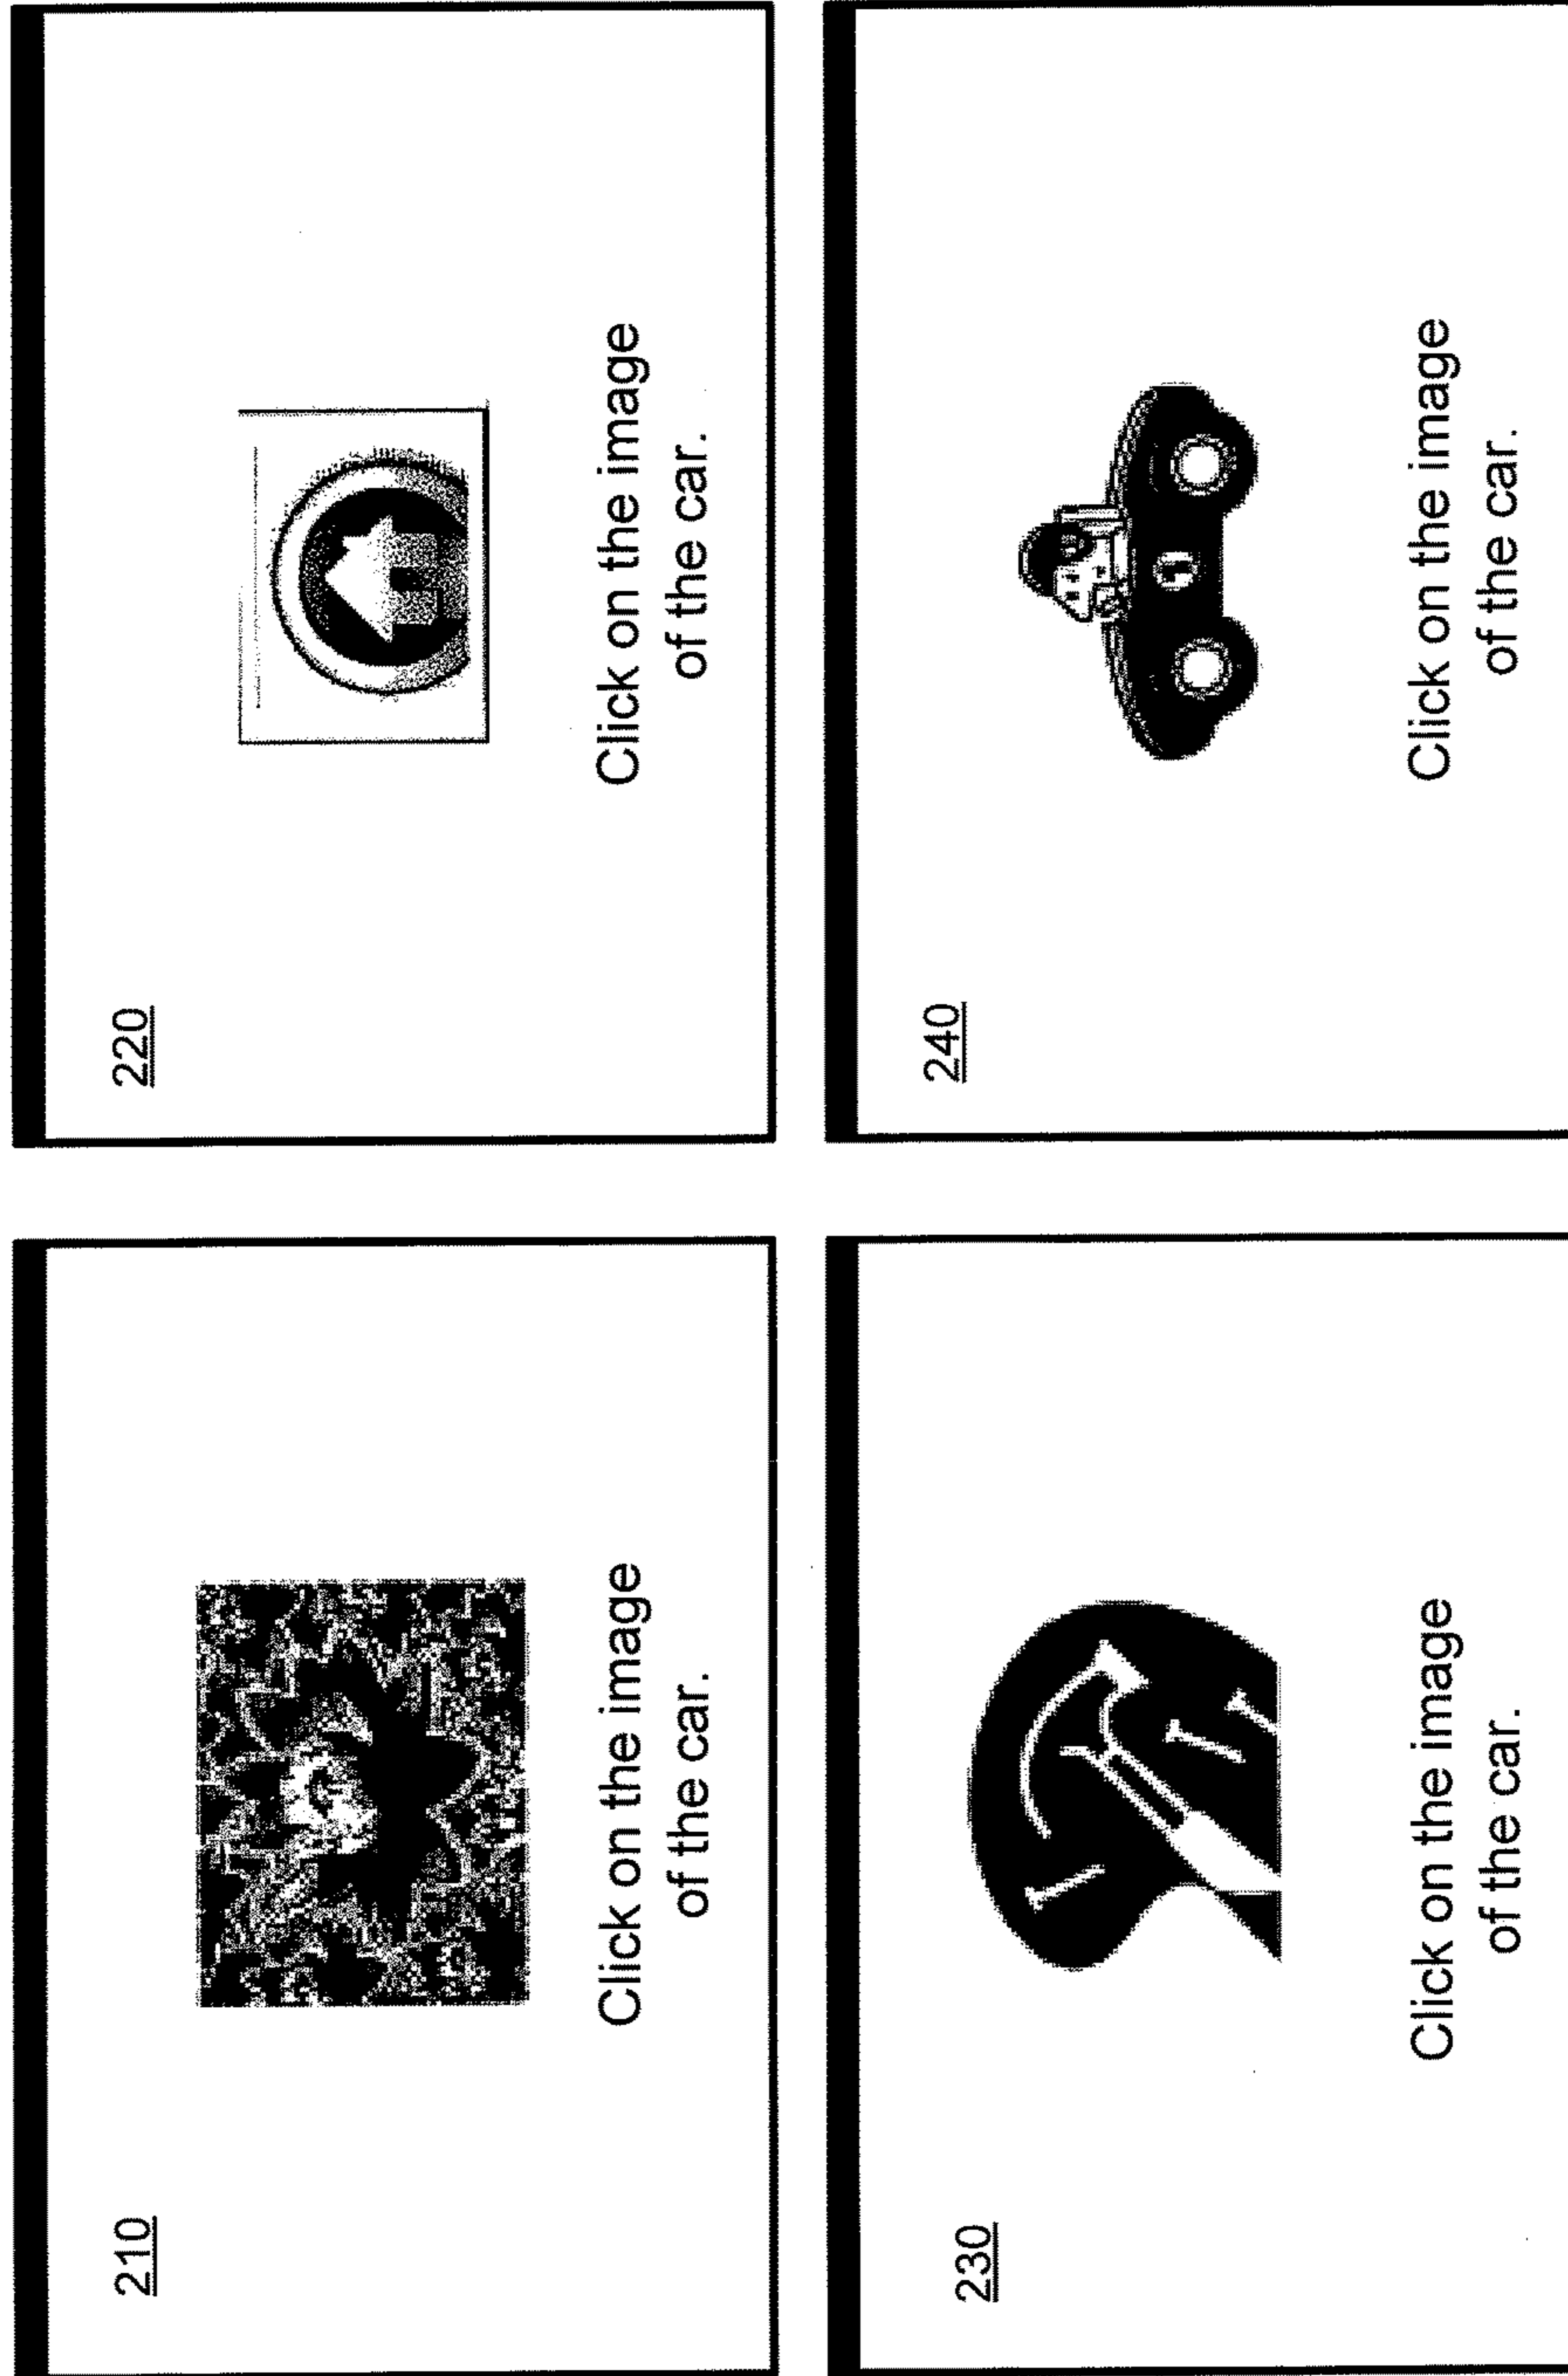 210
Click on the image
of the car.
220
Click on the image
of the car.
230
Click on the image
of the car.
240
Click on the image
of the car.